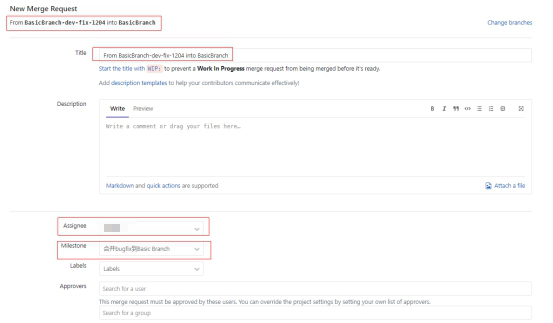 New Merge Request
From BasicBranch-dev-fix-1204 into BasicBranch
Change branches
Title
From BasicBranch-dev-fix-1204 into BasicBranch
Start the title with WIP: to prevent a Work In Progress merge request from being merged before it's ready.
Add description templates to help your contributors communicate effectively!
Description
Write Preview
Write a comment or drag your files here…
Markdown and quick actions are supported
Attach a file
Assignee
Milestone
bugfix到Basic Branch
Labels
Labels
Approvers
Search for a user
This merge request must be approved by these users. You can override the project settings by setting your own list of approvers.
Search for a group